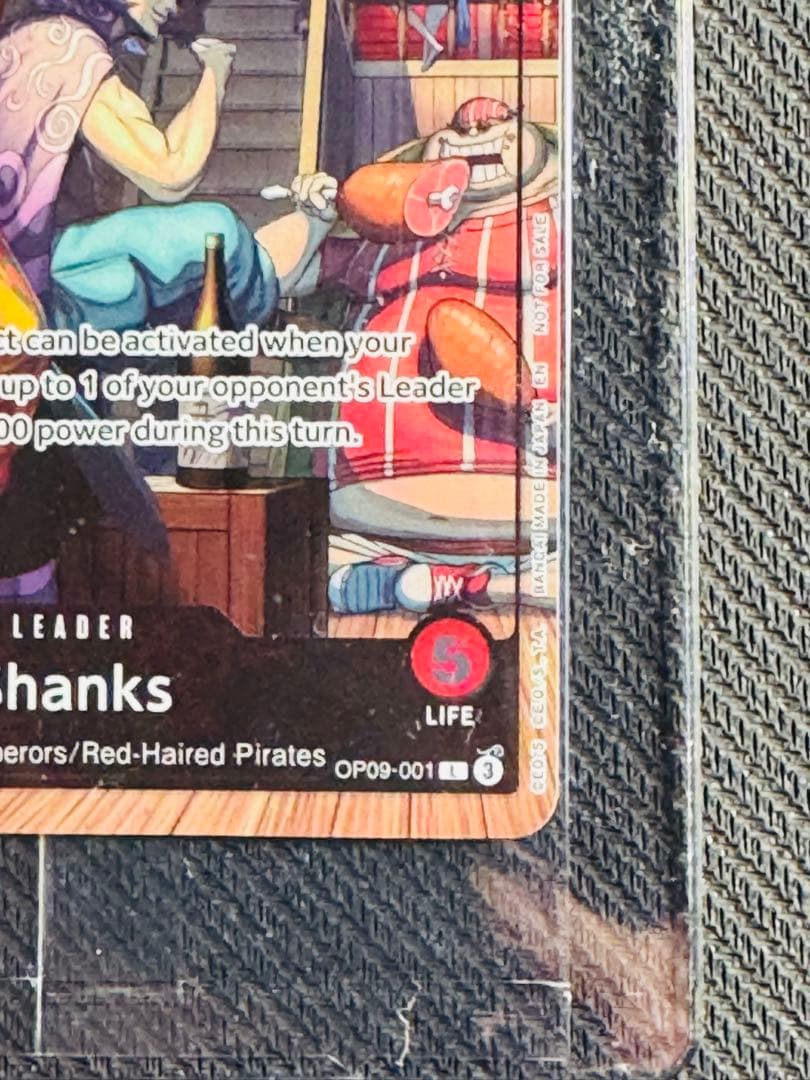 ct can be activated when your
up to 1 of your opponent's Leader
00 power during this turn.
LEADER
Shanks
5
LIFE
perors/Red-Haired Pirates
OP09-001 L 3
BANDAI MADE IN JAPAN EN NOT FOR SALE